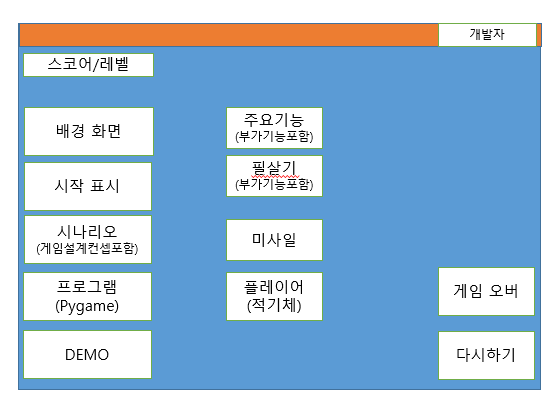 개발자
스코어/레벨
배경 화면
시작 표시
시나리오
(게임설계컨셉포함)
프로그램
(Pygame)
DEMO
주요기능
(부가기능포함)
필살기
(부가기능포함)
미사일
플레이어
(적기체)
게임 오버
다시하기